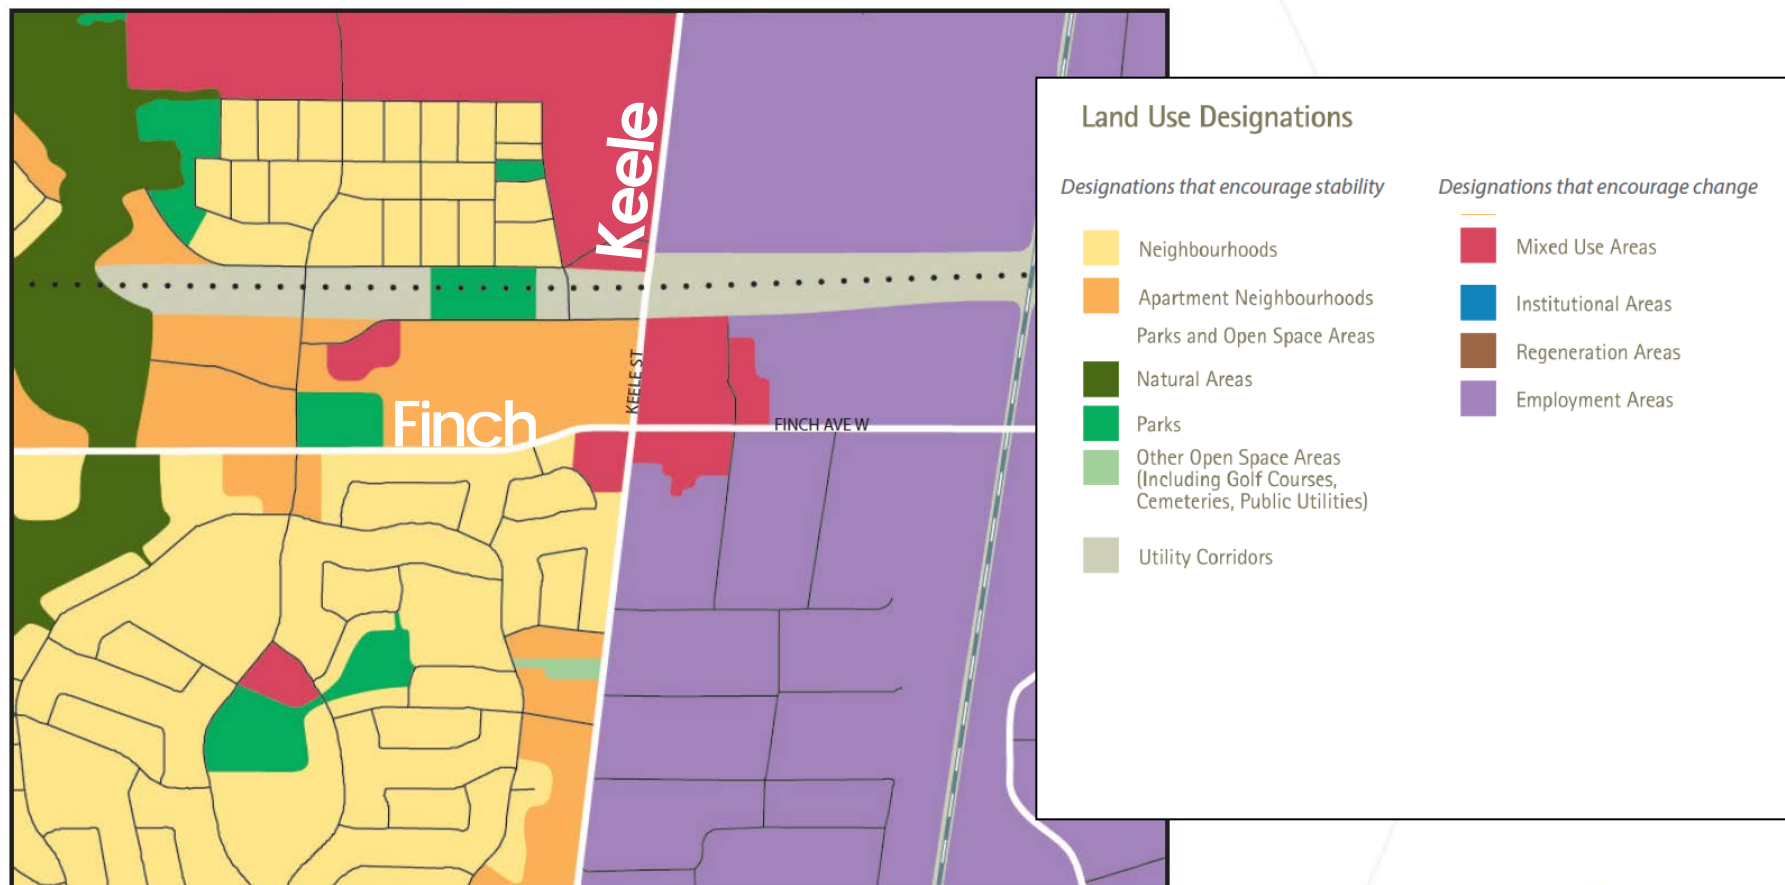 Keele
KEELE ST
Finch
FINCH AVE W
Land Use Designations
Designations that encourage stability
Neighbourhoods
Apartment Neighbourhoods
Parks and Open Space Areas
Natural Areas
Parks
Other Open Space Areas
(Including Golf Courses,
Cemeteries, Public Utilities)
Utility Corridors
Designations that encourage change
Mixed Use Areas
Institutional Areas
Regeneration Areas
Employment Areas